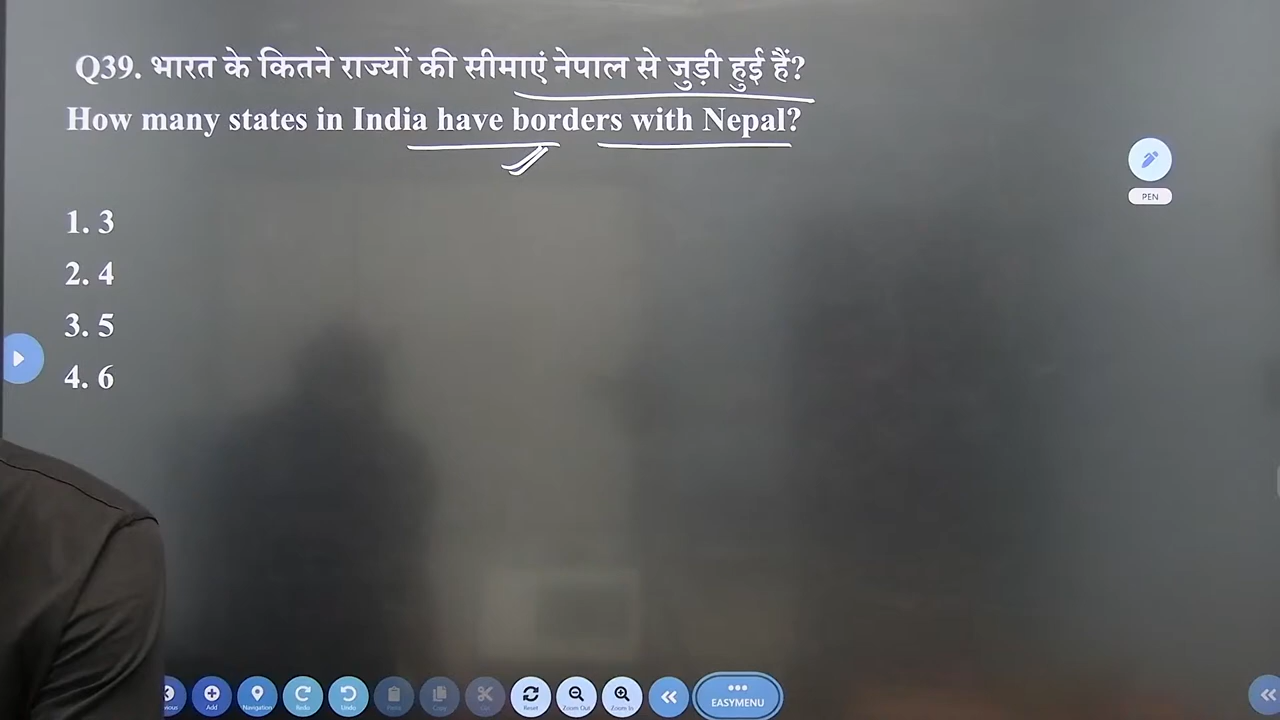 Q39. भारत के कितने राज्यों की सीमाएं नेपाल से जुड़ी हुई हैं?
How many states in India have borders with Nepal?
PEN
1. 3
2. 4
3. 5
4. 6
Add
Navigation
Redo
Undo
Paste
Copy
Cut
Reset
Zoom Out
Zoom In
EASYMENU